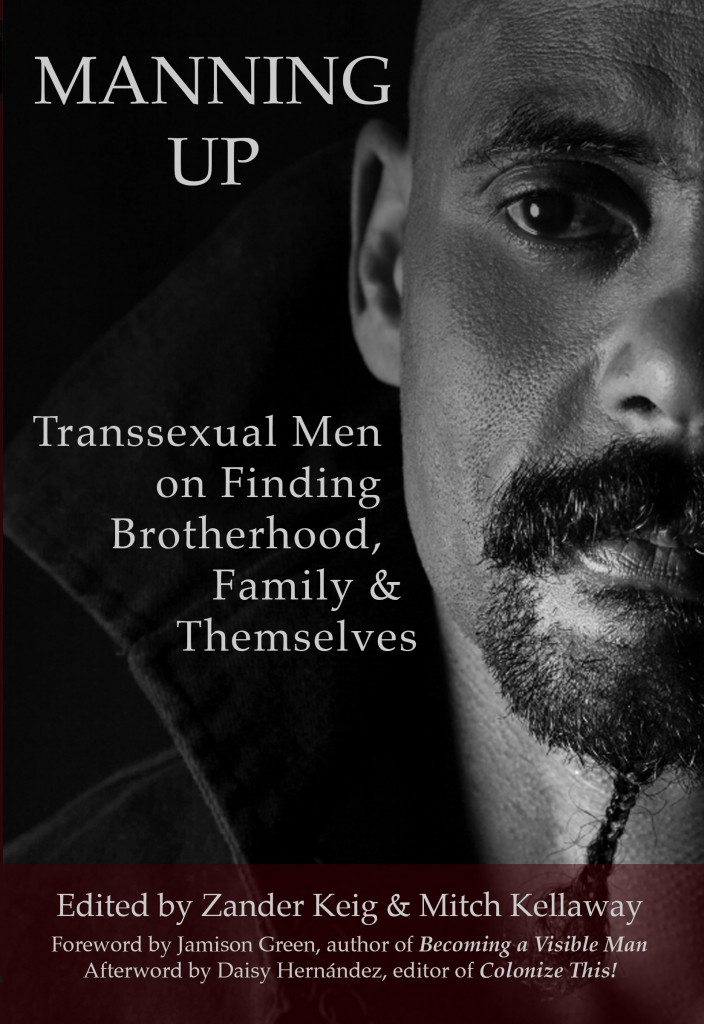 MANNING
UP
Transsexual Men
on Finding
Brotherhood,
Family &
Themselves
Edited by Zander Keig & Mitch Kellaway
Foreword by Jamison Green, author of Becoming a Visible Man
Afterword by Daisy Hernández, editor of Colonize This!